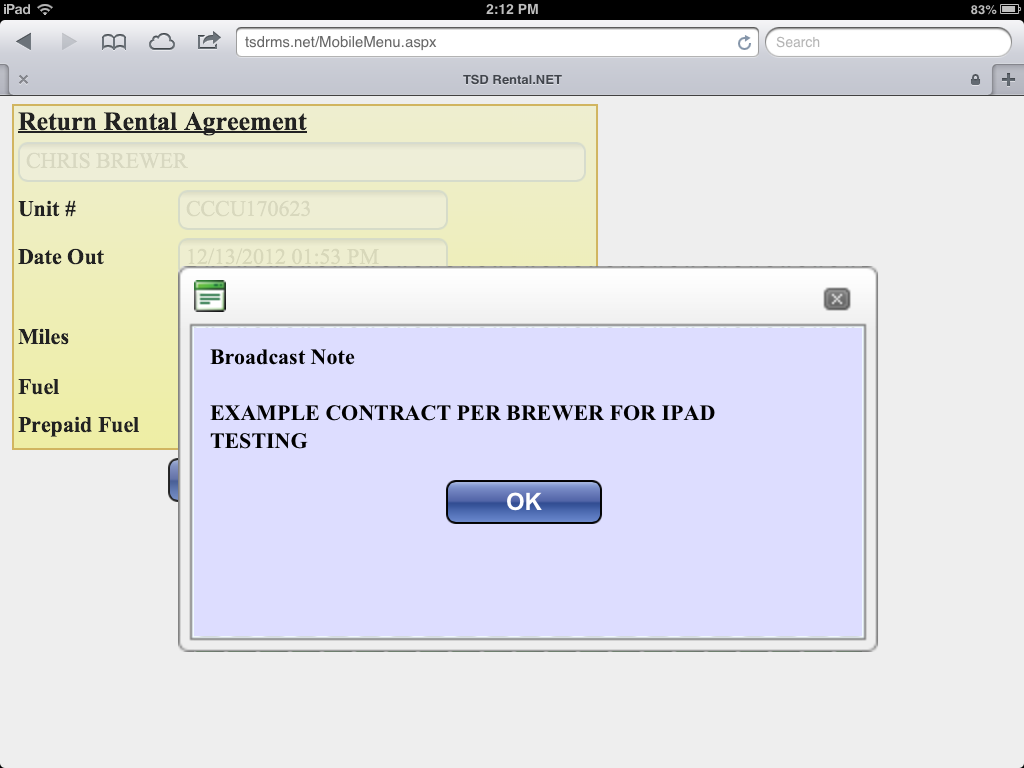 iPad 2:12 PM 83%
tsdrms.net/MobileMenu.aspx Search
TSD Rental.NET
Return Rental Agreement
CHRIS BREWER
Unit # CCCU170623
Date Out 12/13/2012 01:53 PM
Miles
Fuel
Prepaid Fuel
Broadcast Note
EXAMPLE CONTRACT PER BREWER FOR IPAD
TESTING
OK